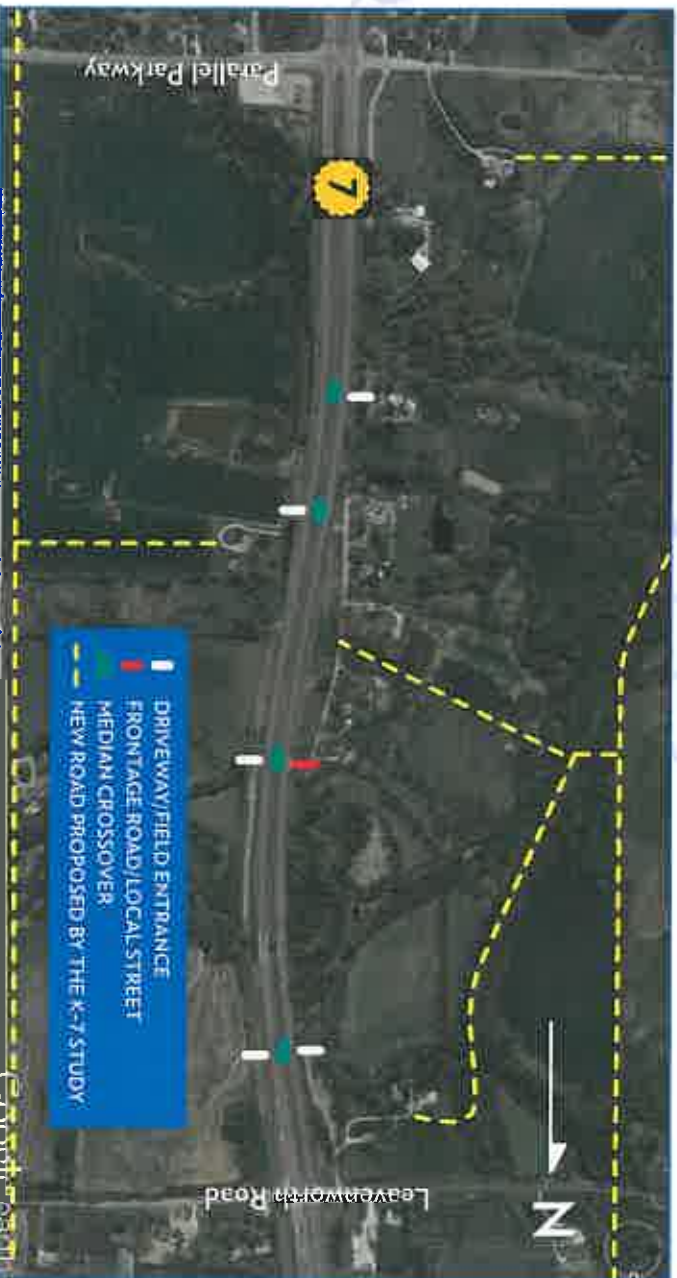 Parallel Parkway
7
DRIVEWAY/FIELD ENTRANCE
FRONTAGE ROAD/LOCAL STREET
MEDIAN CROSSOVER
NEW ROAD PROPOSED BY THE K-7 STUDY
Leavenworth Road
N